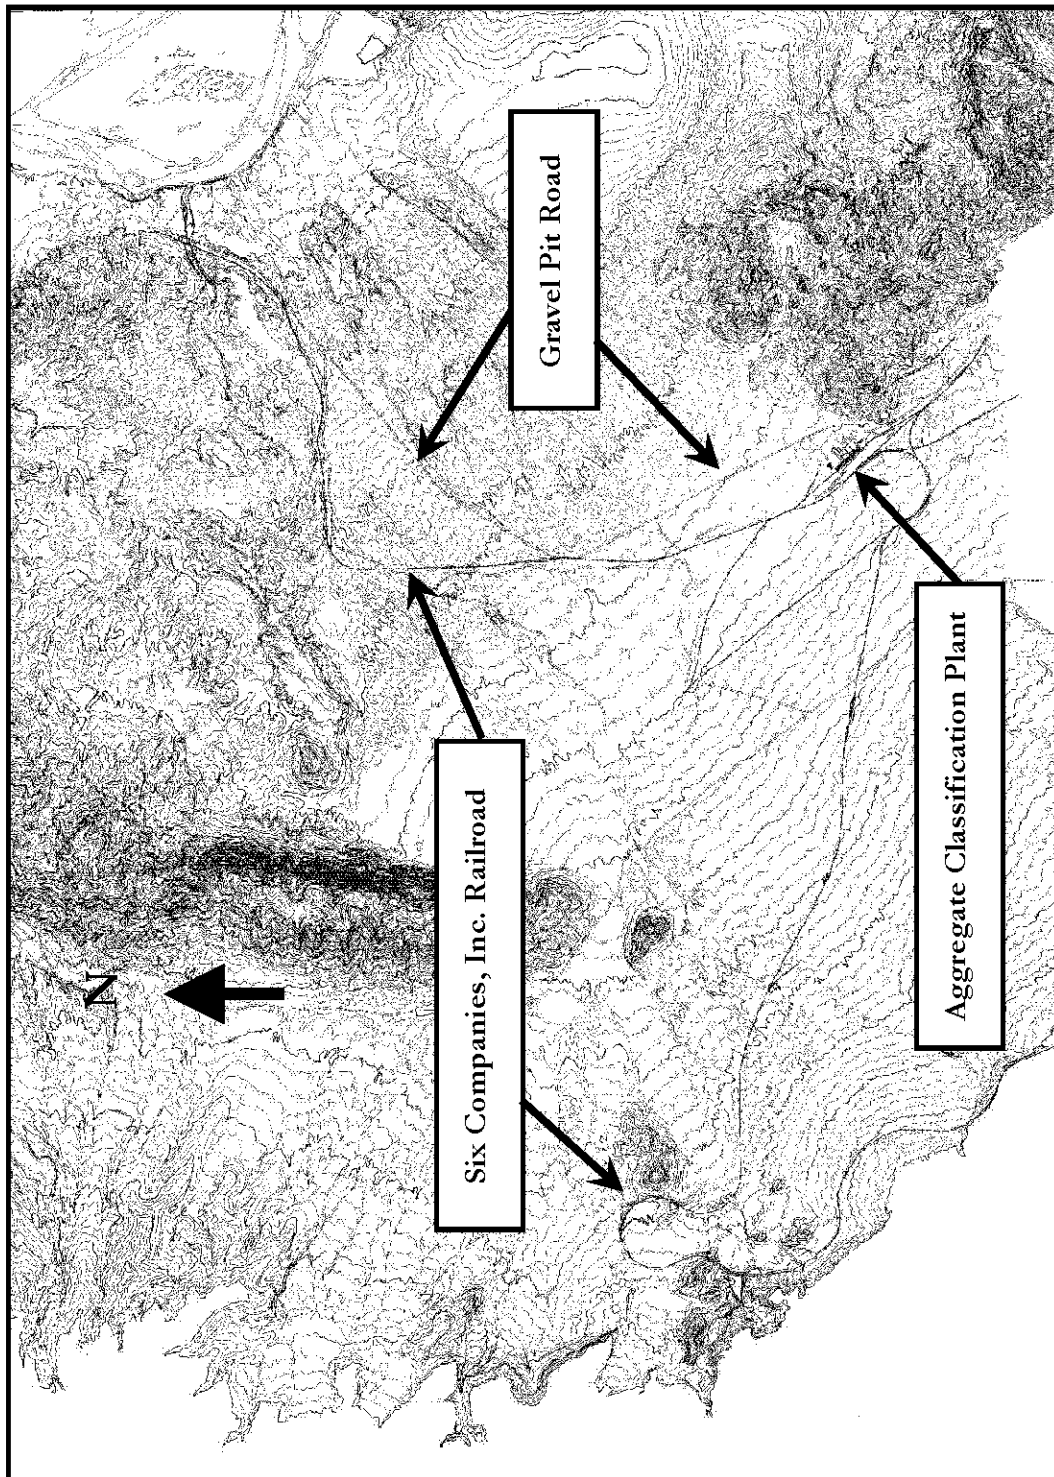 N
Gravel Pit Road
Six Companies, Inc. Railroad
Aggregate Classification Plant